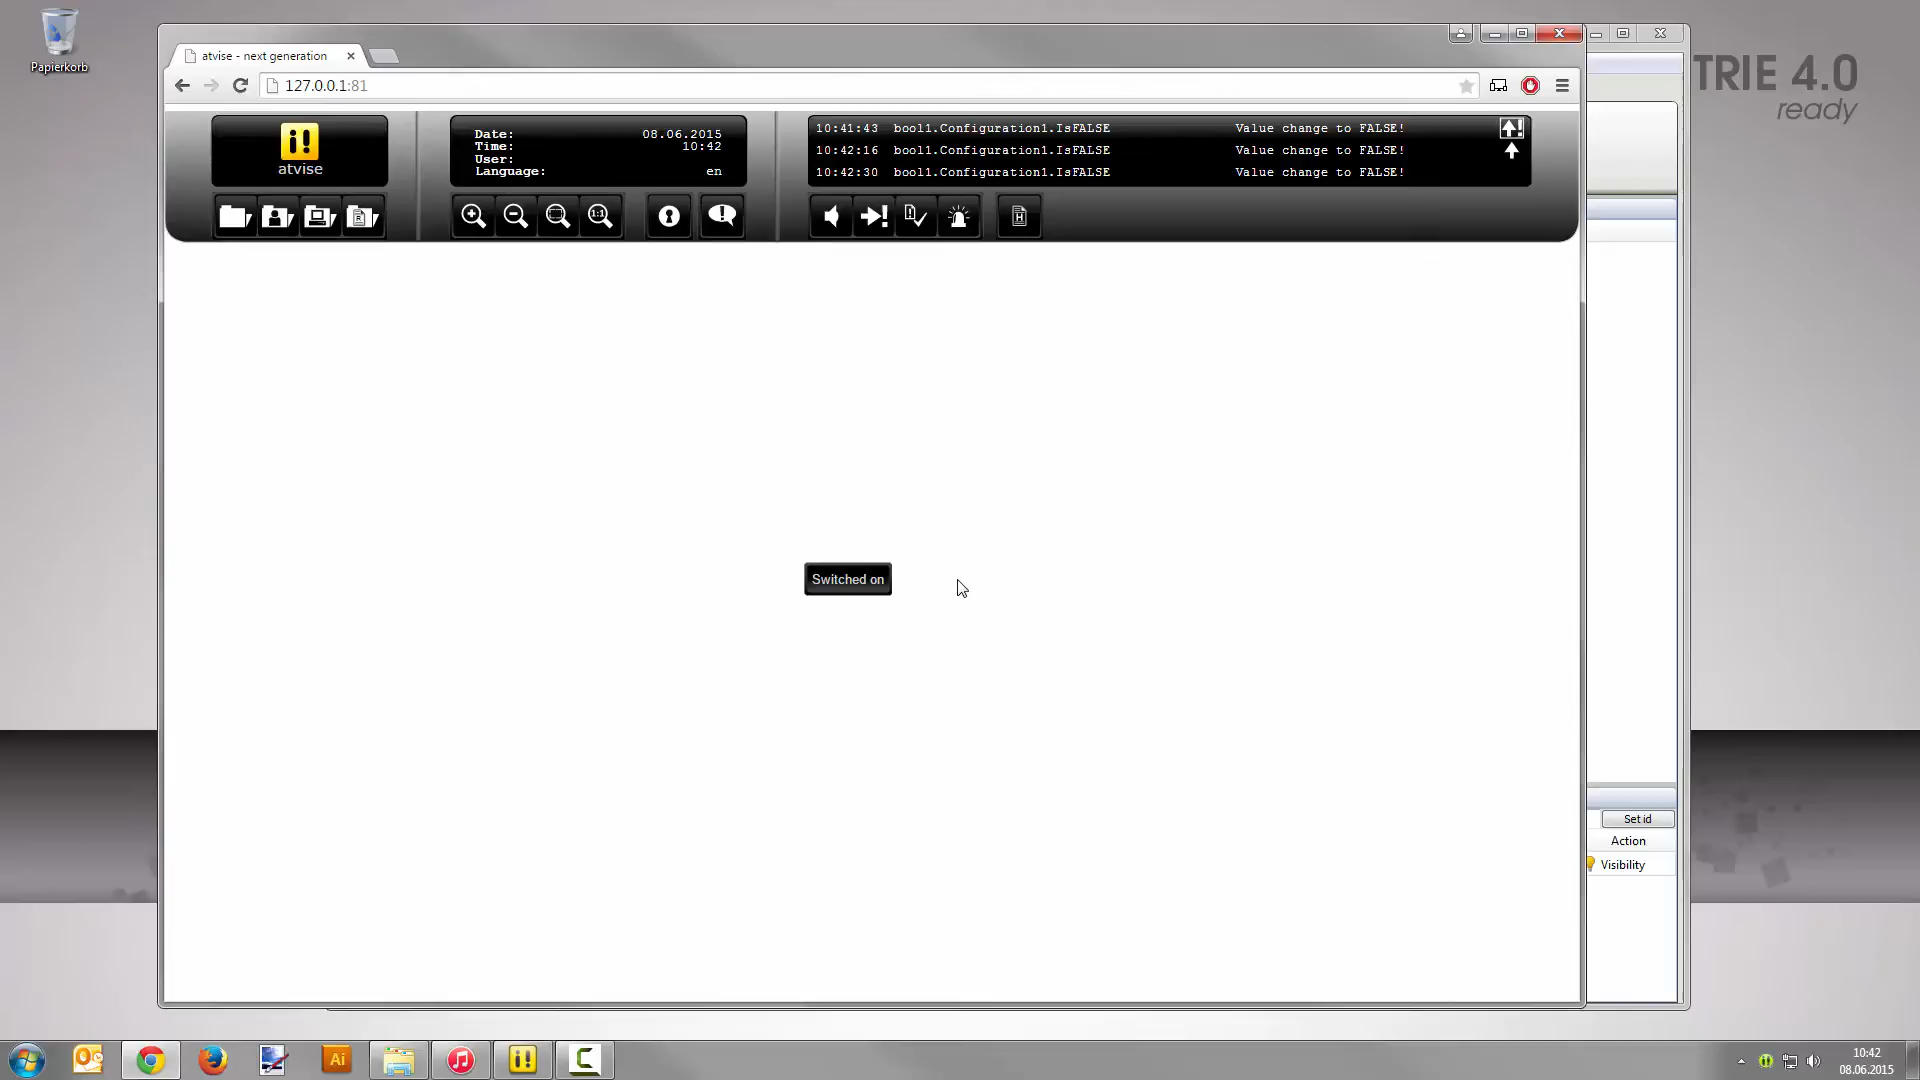 Papierkorb
atvise - next generation
127.0.0.1:81
TRIE 4.0
ready
i!
atvise
Date: 08.06.2015
Time: 10:42
User:
Language: en
10:41:43 bool1.Configuration1.IsFALSE Value change to FALSE!
10:42:16 bool1.Configuration1.IsFALSE Value change to FALSE!
10:42:30 bool1.Configuration1.IsFALSE Value change to FALSE!
R
1:1
H
Switched on
Set id
Action
Visibility
Ai
i!
C
10:42
08.06.2015